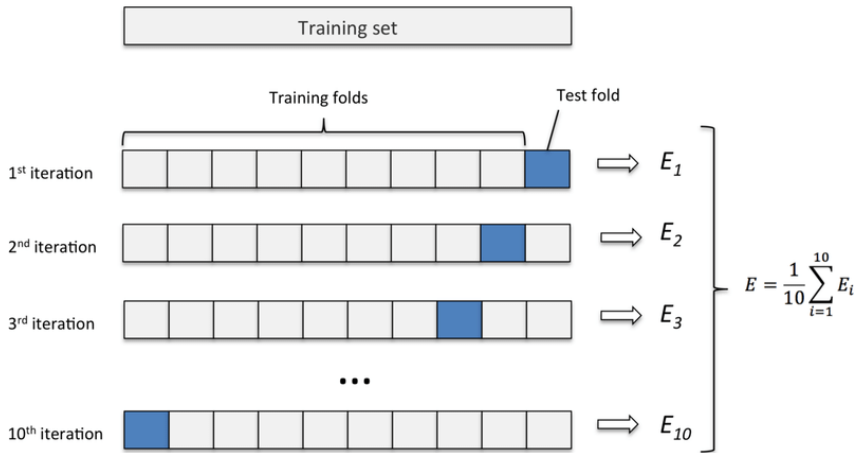 Training set
Training folds
Test fold
1st iteration
E1
2nd iteration
E2
E = 1/10 ∑i=1^10 Ei
3rd iteration
E3
...
10th iteration
E10